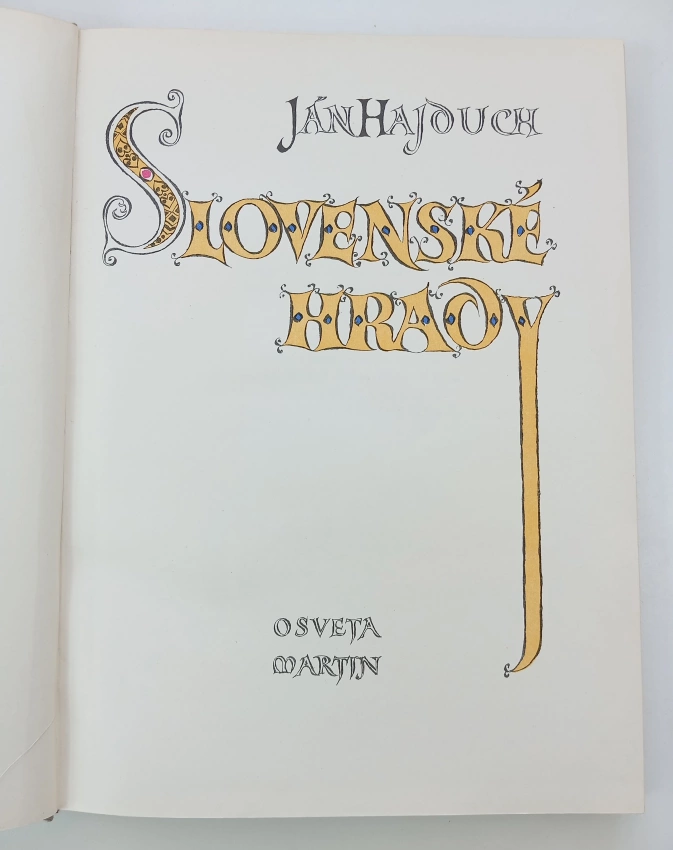 JÁN HAJDUCH
SLOVENSKÉ
HRADY
OSVETA
MARTIN